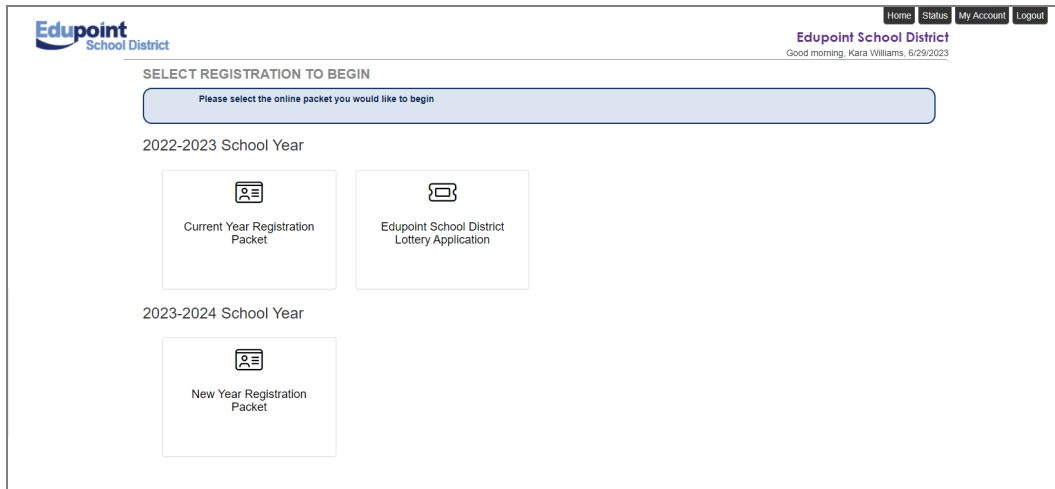 Home Status My Account Logout
Edupoint
School District
Edupoint School District
Good morning, Kara Williams, 6/29/2023
SELECT REGISTRATION TO BEGIN
Please select the online packet you would like to begin
2022-2023 School Year
Current Year Registration
Packet
Edupoint School District
Lottery Application
2023-2024 School Year
New Year Registration
Packet